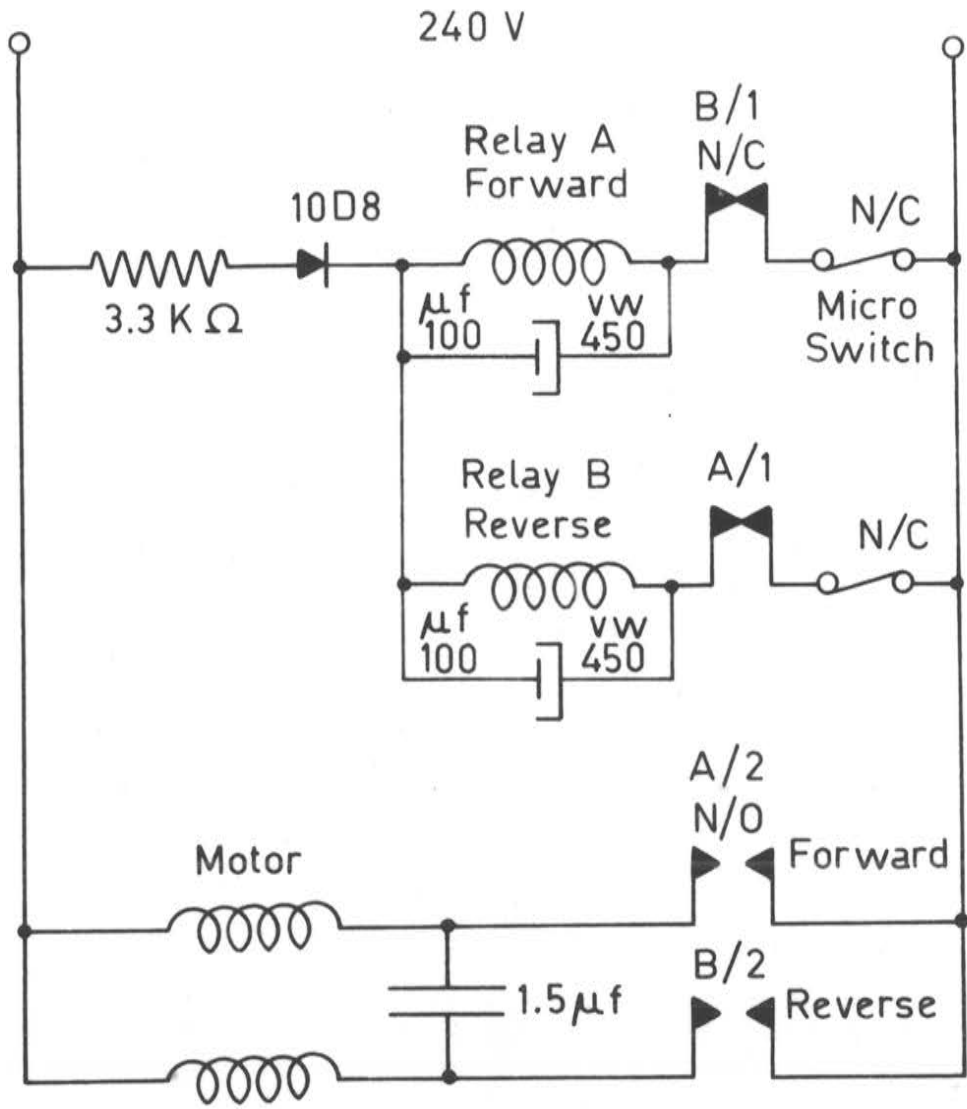 240 V
B/1
N/C
Relay A
Forward
10D8
N/C
3.3 K Ω
μf
100
vw
450
Micro
Switch
Relay B
Reverse
A/1
N/C
μf
100
vw
450
A/2
N/O
Forward
Motor
B/2
Reverse
1.5μf